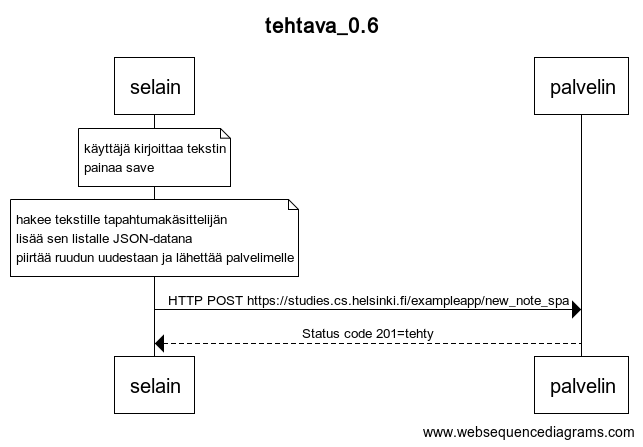 tehtava_0.6
selain
palvelin
käyttäjä kirjoittaa tekstin
painaa save
hakee tekstille tapahtumakäsittelijän
lisää sen listalle JSON-datana
piirtää ruudun uudestaan ja lähettää palvelimelle
HTTP POST https://studies.cs.helsinki.fi/exampleapp/new_note_spa
Status code 201=tehty
selain
palvelin
www.websequencediagrams.com